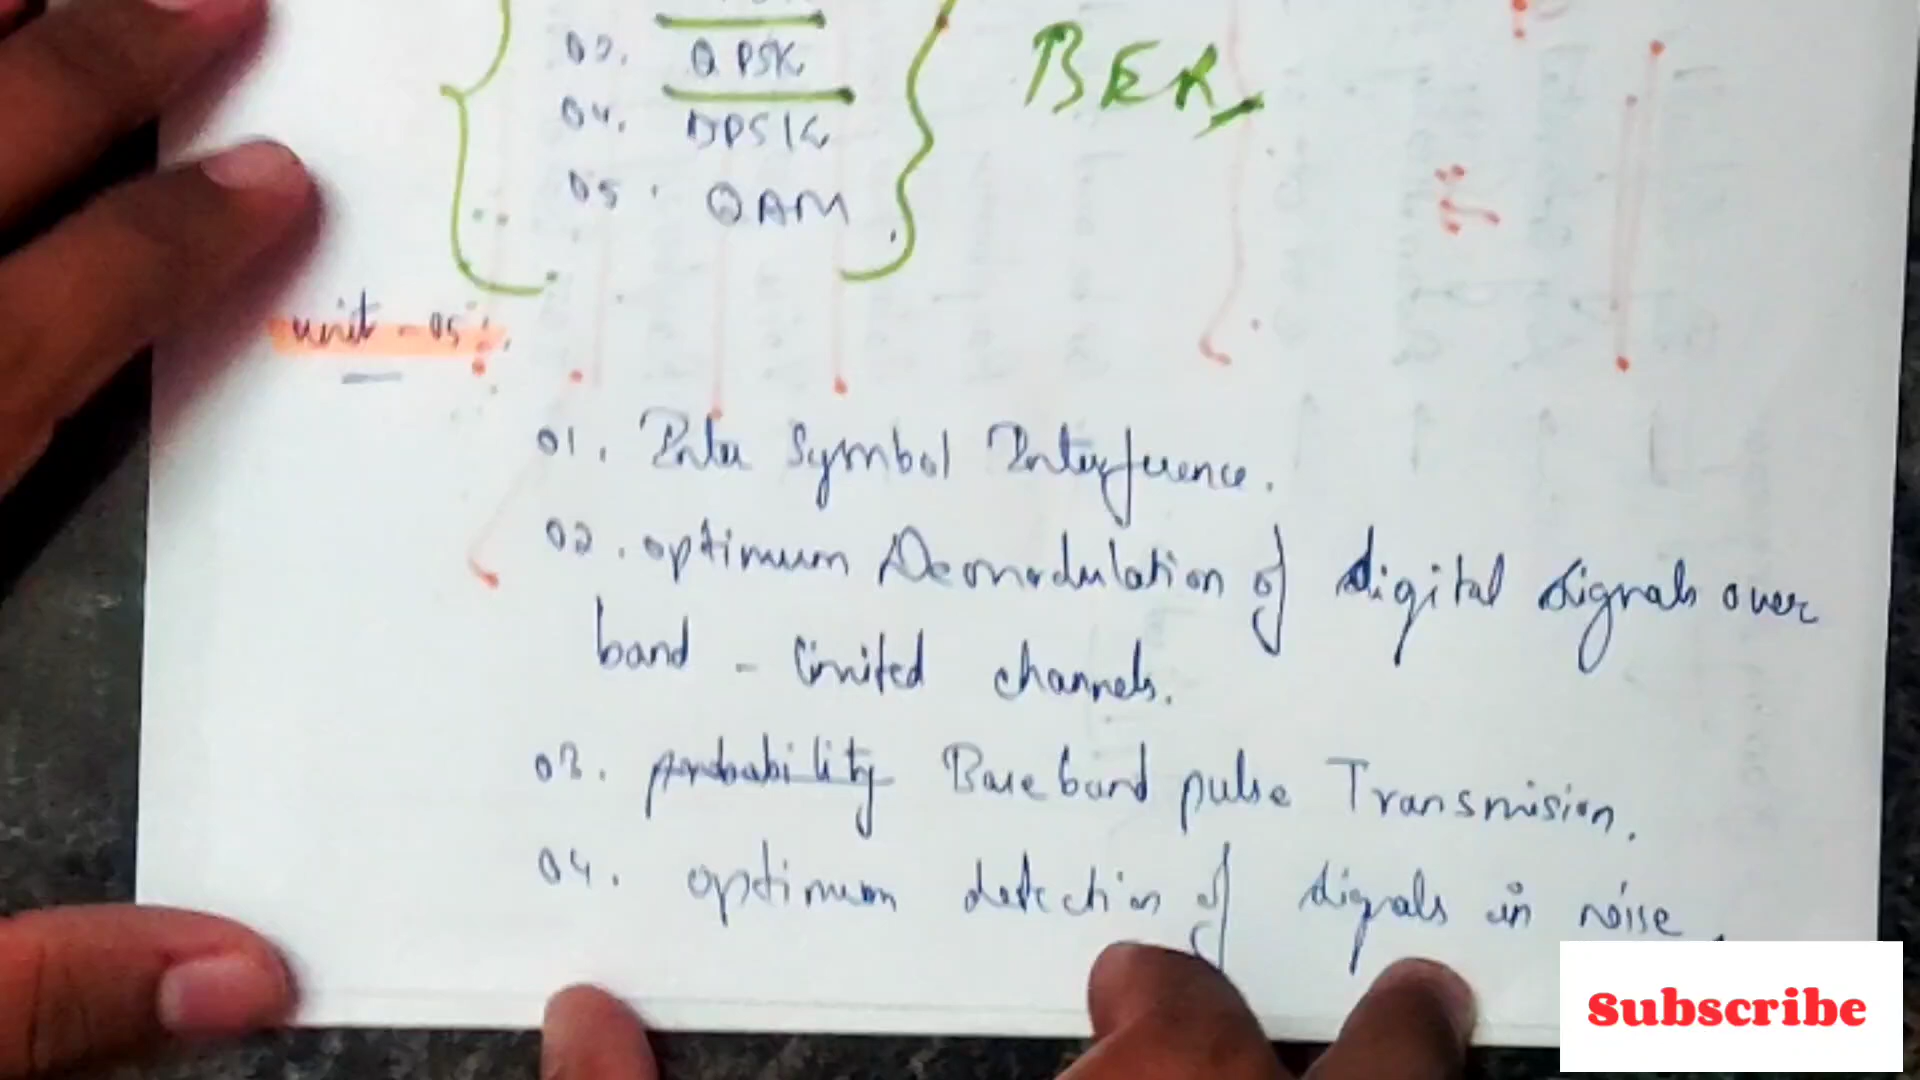 03. QPSK
BER
04. DPSK
05. QAM
unit - 05:
01. Inter Symbol Interference.
02. optimum Demodulation of digital signals over
band - limited channels.
03. probability Baseband pulse Transmision.
04. optimum detection of signals in noise.
Subscribe